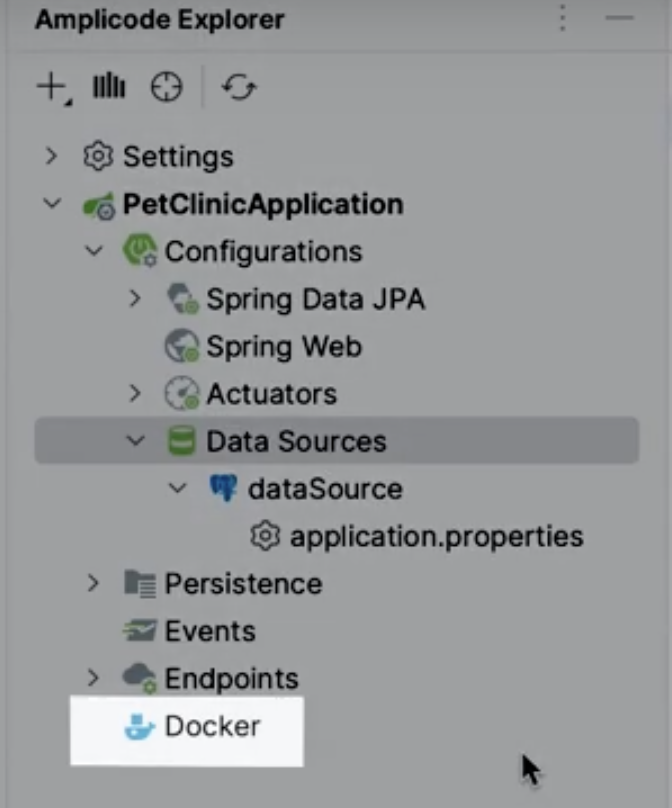 Amplicode Explorer
Settings
PetClinicApplication
Configurations
Spring Data JPA
Spring Web
Actuators
Data Sources
dataSource
application.properties
Persistence
Events
Endpoints
Docker